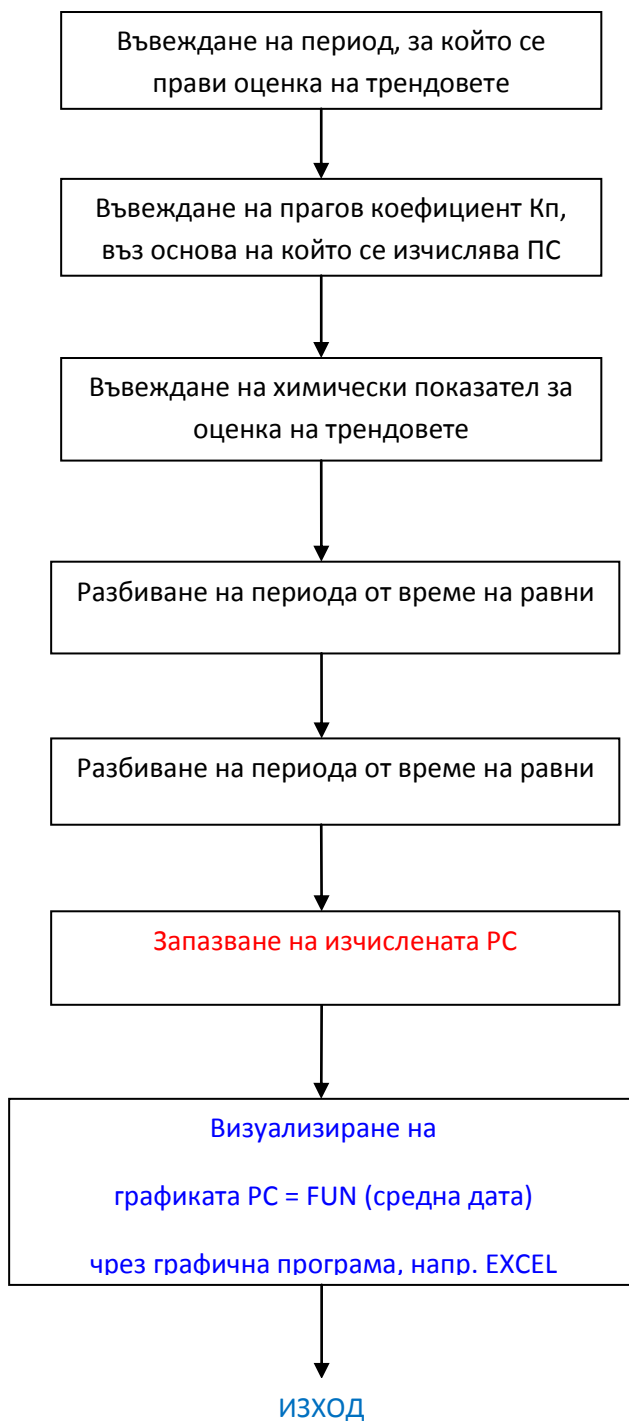 Въвеждане на период, за който се
прави оценка на трендовете
Въвеждане на прагов коефициент Кп,
въз основа на който се изчислява ПС
Въвеждане на химически показател за
оценка на трендовете
Разбиване на периода от време на равни
Разбиване на периода от време на равни
Запазване на изчислената РС
Визуализиране на
графиката РС = FUN (средна дата)
чрез графична програма, напр. EXCEL
ИЗХОД